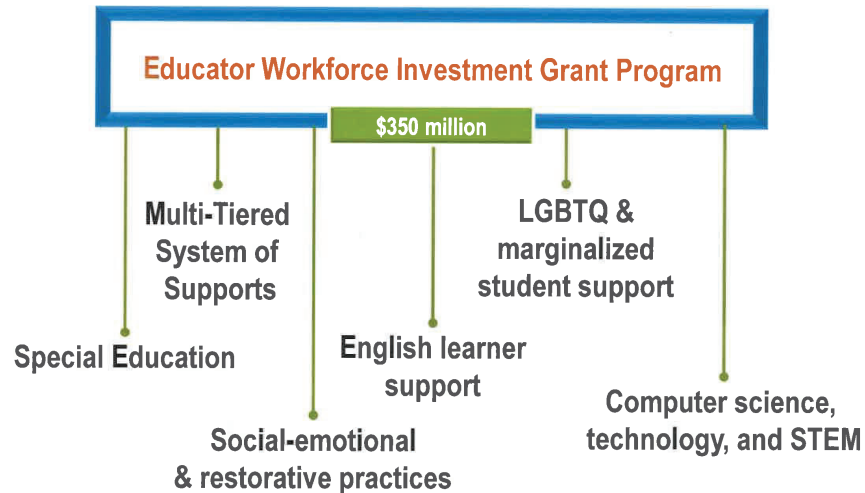 Educator Workforce Investment Grant Program
$350 million
Multi-Tiered
System of
Supports
LGBTQ &
marginalized
student support
Special Education
English learner
support
Social-emotional
& restorative practices
Computer science,
technology, and STEM